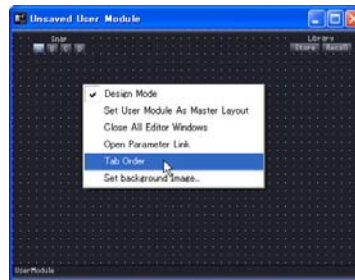 Unsaved User Module
Snap
A B C D
Library
Store Recall
Design Mode
Set User Module As Master Layout
Close All Editor Windows
Open Parameter Link
Tab Order
Set background Image...
UserModule